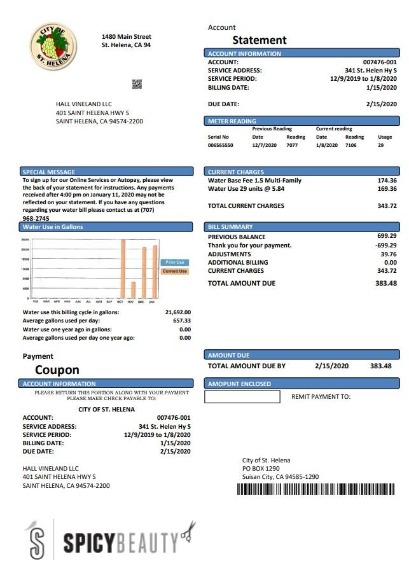 CITY OF
ST. HELENA
1480 Main Street
St. Helena, CA 94
Account
Statement
ACCOUNT INFORMATION
ACCOUNT: 007476-001
SERVICE ADDRESS: 341 St. Helen Hy S
SERVICE PERIOD: 12/9/2019 to 1/8/2020
BILLING DATE: 1/15/2020
DUE DATE: 2/15/2020
HALL VINELAND LLC
401 SAINT HELENA HWY S
SAINT HELENA, CA 94574-2200
METER READING
Previous Reading Current reading
Serial No Date Reading Date Reading Usage
006565550 12/7/2020 7077 1/8/2020 7106 29
SPECIAL MESSAGE
To sign up for our Online Services or Autopay, please view
the back of your statement for instructions. Any payments
received after 4:00 pm on January 11, 2020 may not be
reflected on your statement. If you have any questions
regarding your water bill please contact us at (707)
968-2745
CURRENT CHARGES
Water Base Fee 1.5 Multi-Family 174.36
Water Use 29 units @ 5.84 169.36
TOTAL CURRENT CHARGES 343.72
Water Use in Gallons
Prior Use
Current Use
BILL SUMMARY
PREVIOUS BALANCE 699.29
Thank you for your payment. -699.29
ADJUSTMENTS 39.76
ADDITIONAL BILLING 0.00
CURRENT CHARGES 343.72
TOTAL AMOUNT DUE 383.48
Water use this billing cycle in gallons: 21,692.00
Average gallons used per day: 657.33
Water use one year ago in gallons: 0.00
Average gallons used per day one year ago: 0.00
Payment
Coupon
ACCOUNT INFORMATION
PLEASE RETURN THIS PORTION ALONG WITH YOUR PAYMENT
PLEASE MAKE CHECK PAYABLE TO:
CITY OF ST. HELENA
ACCOUNT: 007476-001
SERVICE ADDRESS: 341 St. Helen Hy S
SERVICE PERIOD: 12/9/2019 to 1/8/2020
BILLING DATE: 1/15/2020
DUE DATE: 2/15/2020
HALL VINELAND LLC
401 SAINT HELENA HWY S
SAINT HELENA, CA 94574-2200
AMOUNT DUE
TOTAL AMOUNT DUE BY 2/15/2020 383.48
AMOPUNT ENCLOSED
REMIT PAYMENT TO:
City of St. Helena
PO BOX 1290
Suisan City, CA 94585-1290
S SPICYBEAUTY